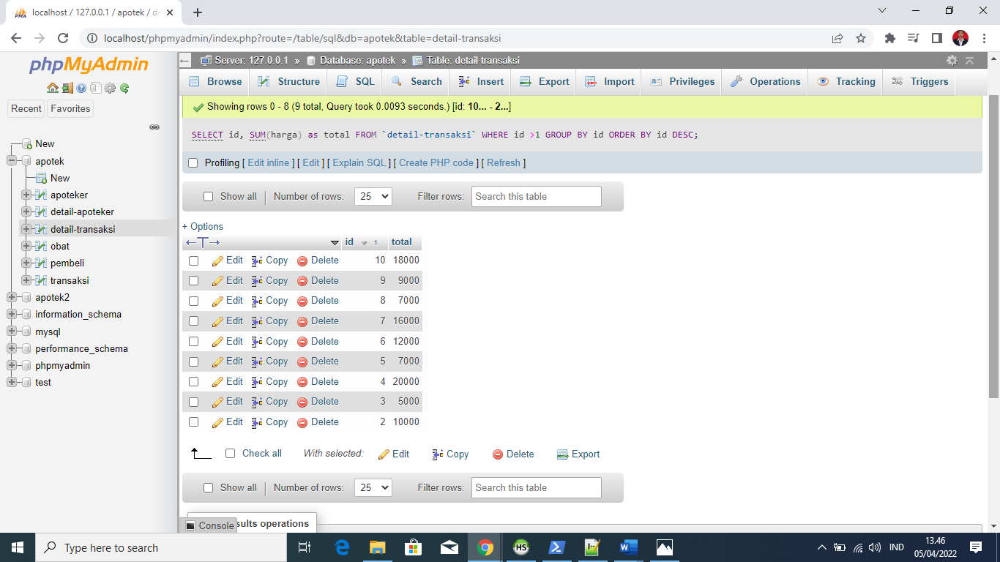 localhost / 127.0.0.1 / apotek / de
localhost/phpmyadmin/index.php?route=/table/sql&db=apotek&table=detail-transaksi
phpMyAdmin
Recent Favorites
New
apotek
New
apoteker
detail-apoteker
detail-transaksi
obat
pembeli
transaksi
apotek2
information_schema
mysql
performance_schema
phpmyadmin
test
Server: 127.0.0.1 » Database: apotek » Table: detail-transaksi
Browse Structure SQL Search Insert Export Import Privileges Operations Tracking Triggers
Showing rows 0 - 8 (9 total, Query took 0.0093 seconds.) [id: 10... - 2...]
SELECT id, SUM(harga) as total FROM `detail-transaksi` WHERE id >1 GROUP BY id ORDER BY id DESC;
Profiling [ Edit inline ] [ Edit ] [ Explain SQL ] [ Create PHP code ] [ Refresh ]
Show all | Number of rows: 25 Filter rows: Search this table
+ Options
←T→ id 1 total
Edit Copy Delete 10 18000
Edit Copy Delete 9 9000
Edit Copy Delete 8 7000
Edit Copy Delete 7 16000
Edit Copy Delete 6 12000
Edit Copy Delete 5 7000
Edit Copy Delete 4 20000
Edit Copy Delete 3 5000
Edit Copy Delete 2 10000
Check all With selected: Edit Copy Delete Export
Show all | Number of rows: 25 Filter rows: Search this table
Console sults operations
Type here to search
HS
IND
13.46
05/04/2022